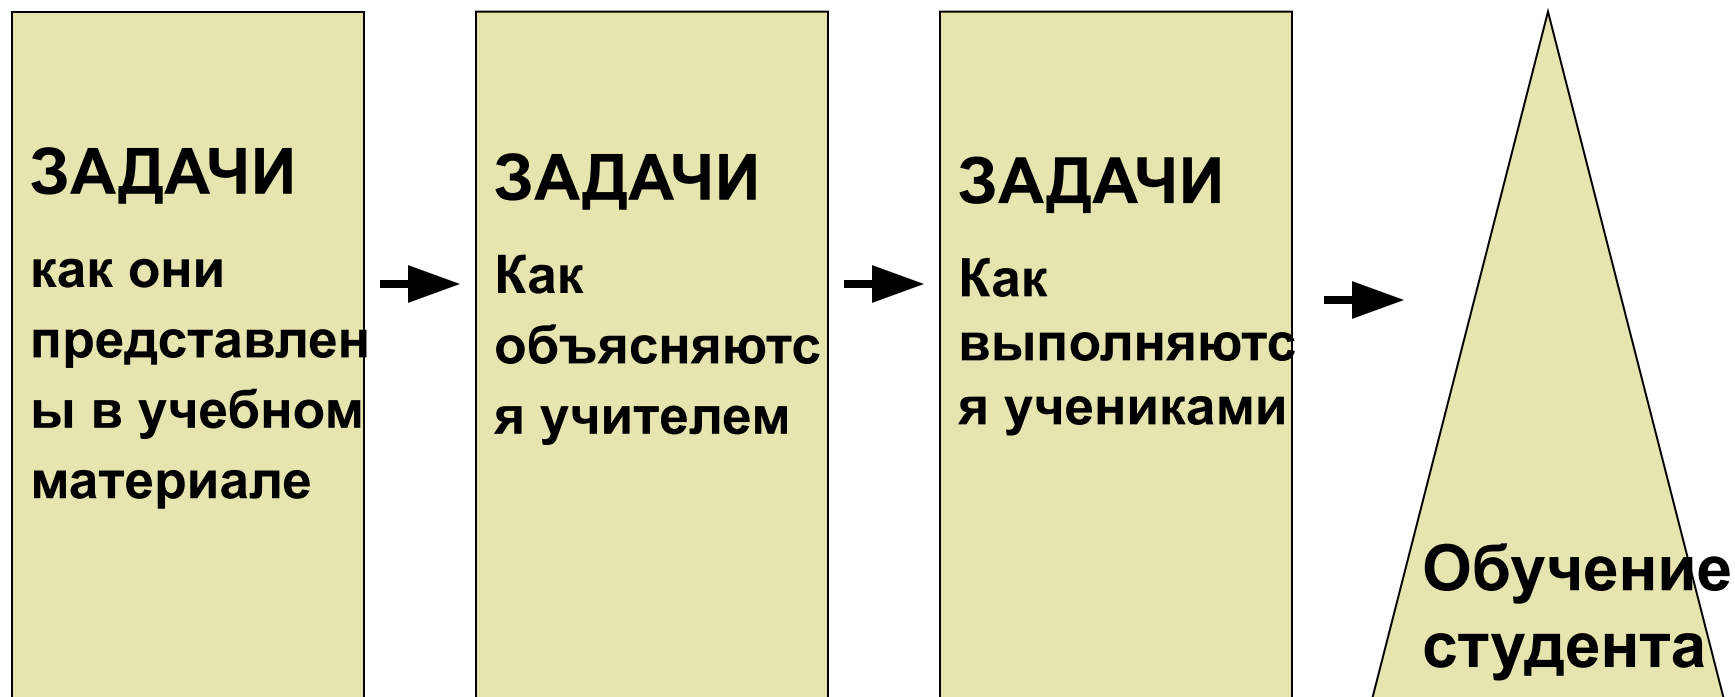 ЗАДАЧИ
как они
представлен
ы в учебном
материале
ЗАДАЧИ
Как
объясняютс
я учителем
ЗАДАЧИ
Как
выполняютс
я учениками
Обучение
студента